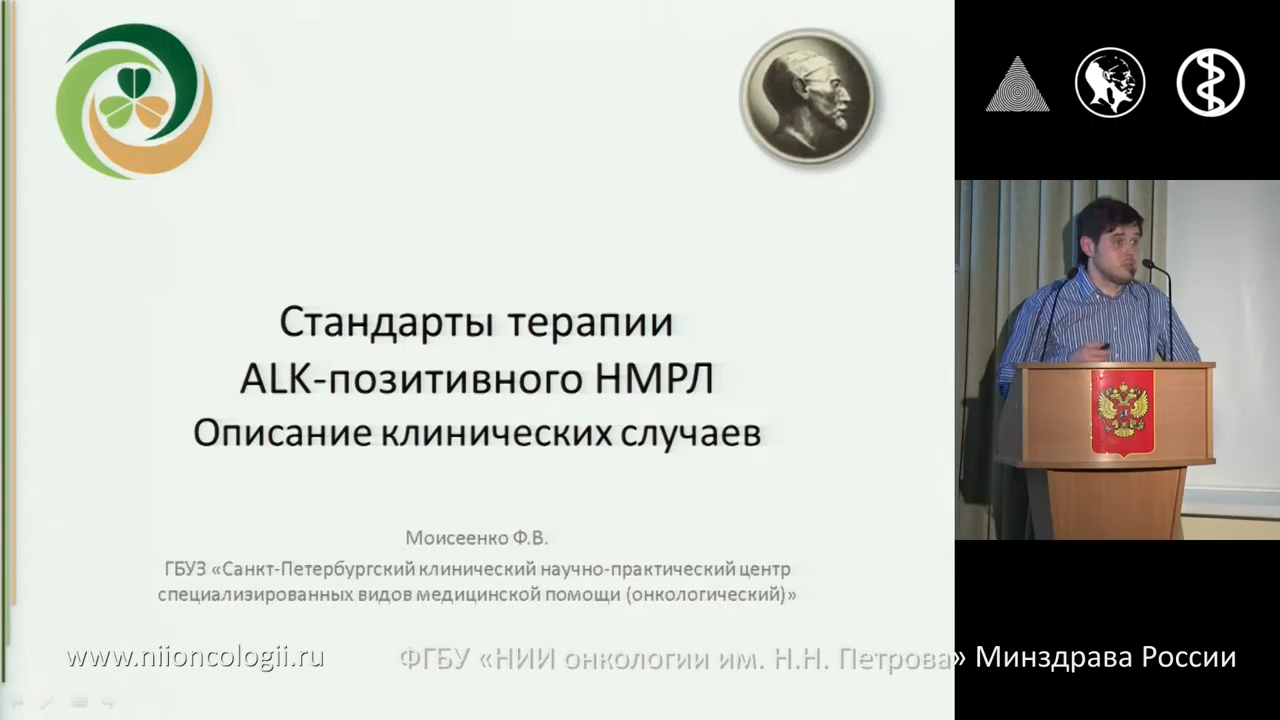 Стандарты терапии
ALK-позитивного НМРЛ
Описание клинических случаев
Моисеенко Ф.В.
ГБУЗ «Санкт-Петербургский клинический научно-практический центр
специализированных видов медицинской помощи (онкологический)»
www.niioncologii.ru ФГБУ «НИИ онкологии им. Н.Н. Петрова» Минздрава России